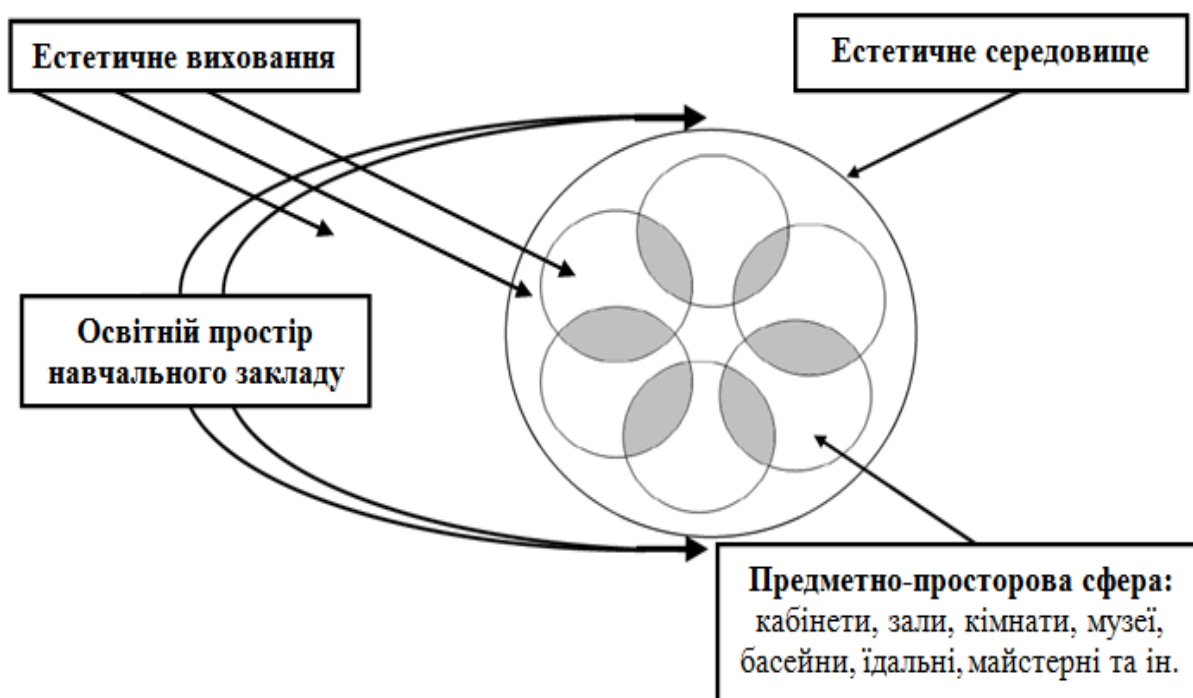 Естетичне виховання
Естетичне середовище
Освітній простір
навчального закладу
Предметно-просторова сфера:
кабінети, зали, кімнати, музеї,
басейни, їдальні, майстерні та ін.